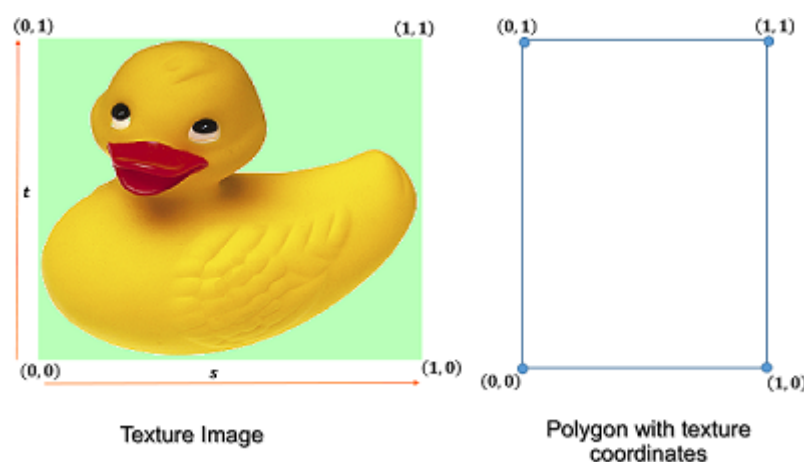 (0, 1)
(1, 1)
t
(0, 0)
s
(1, 0)
Texture Image
(0, 1)
(1, 1)
(0, 0)
(1, 0)
Polygon with texture
coordinates